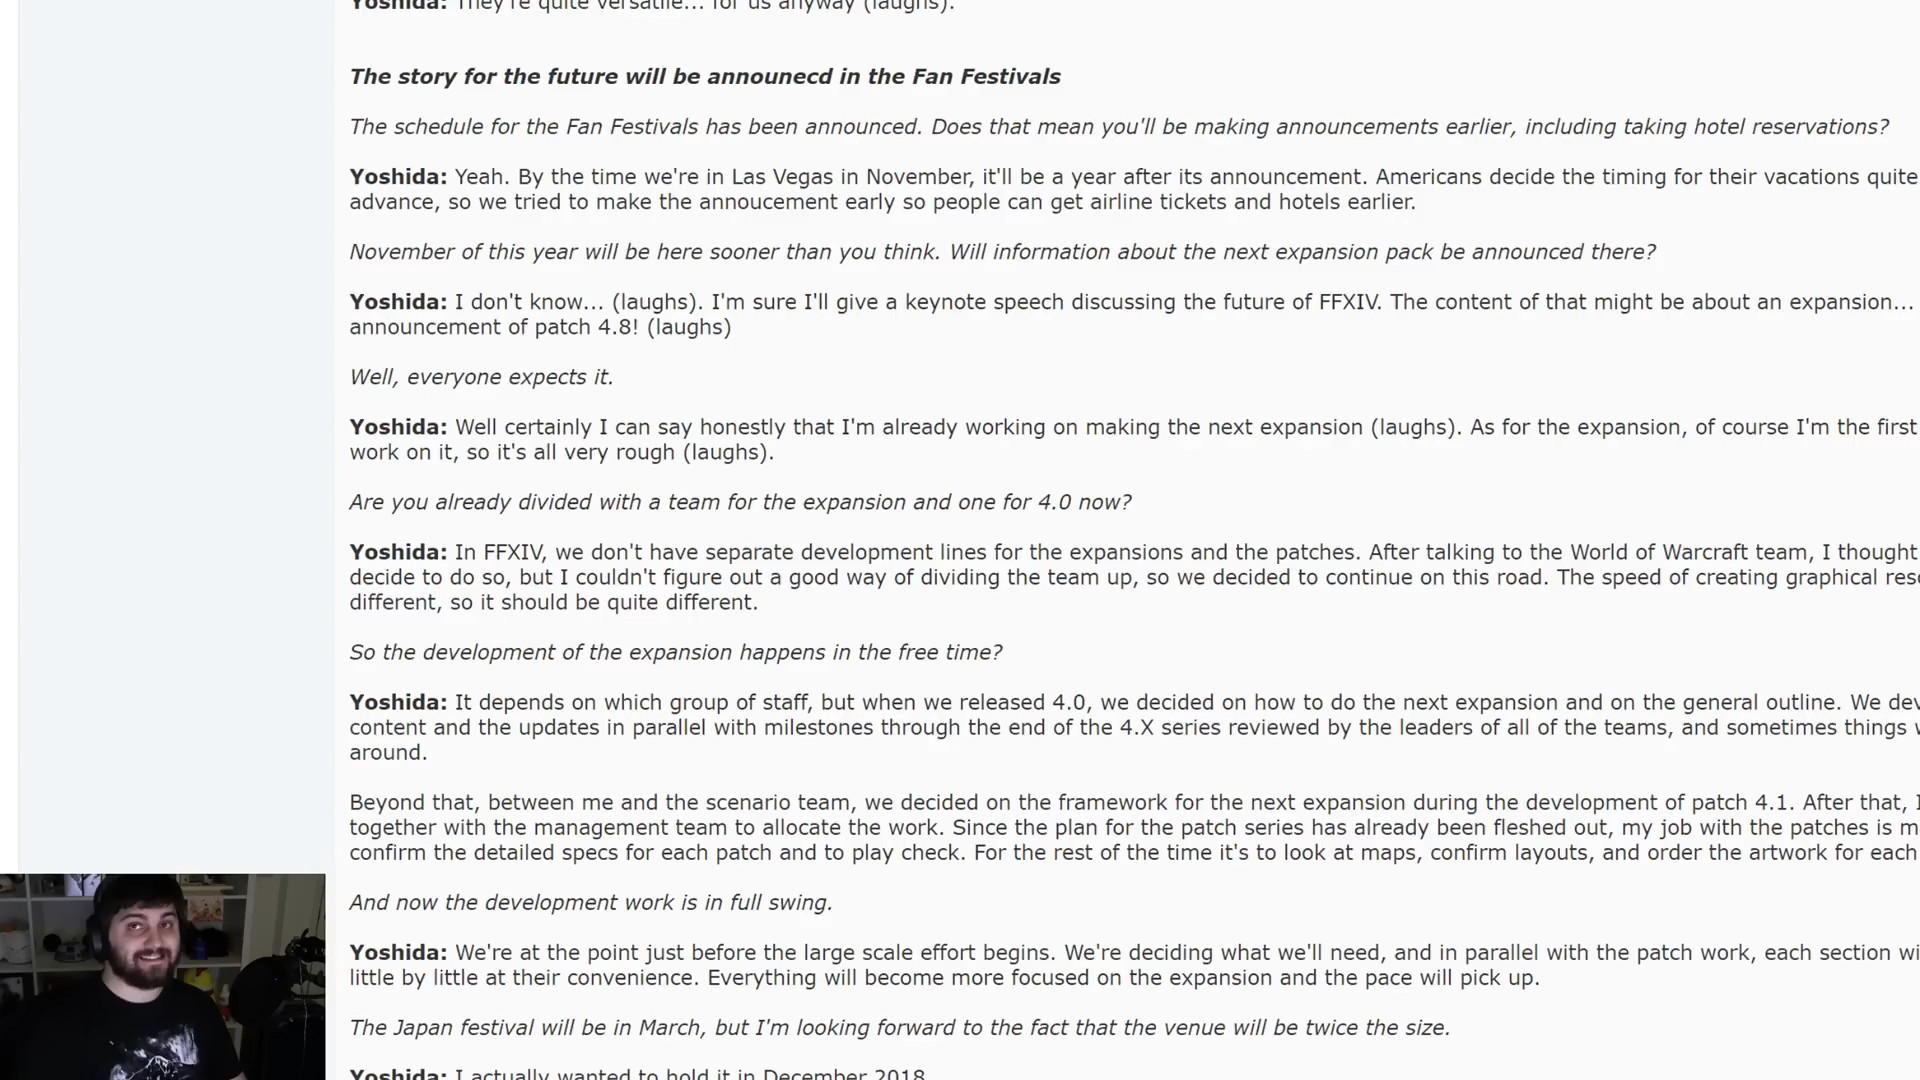 Yoshida: They're quite versatile... for us anyway (laughs).
The story for the future will be announecd in the Fan Festivals
The schedule for the Fan Festivals has been announced. Does that mean you'll be making announcements earlier, including taking hotel reservations?
Yoshida: Yeah. By the time we're in Las Vegas in November, it'll be a year after its announcement. Americans decide the timing for their vacations quite
advance, so we tried to make the annoucement early so people can get airline tickets and hotels earlier.
November of this year will be here sooner than you think. Will information about the next expansion pack be announced there?
Yoshida: I don't know... (laughs). I'm sure I'll give a keynote speech discussing the future of FFXIV. The content of that might be about an expansion...
announcement of patch 4.8! (laughs)
Well, everyone expects it.
Yoshida: Well certainly I can say honestly that I'm already working on making the next expansion (laughs). As for the expansion, of course I'm the first
work on it, so it's all very rough (laughs).
Are you already divided with a team for the expansion and one for 4.0 now?
Yoshida: In FFXIV, we don't have separate development lines for the expansions and the patches. After talking to the World of Warcraft team, I thought
decide to do so, but I couldn't figure out a good way of dividing the team up, so we decided to continue on this road. The speed of creating graphical
different, so it should be quite different.
So the development of the expansion happens in the free time?
Yoshida: It depends on which group of staff, but when we released 4.0, we decided on how to do the next expansion and on the general outline. We
content and the updates in parallel with milestones through the end of the 4.X series reviewed by the leaders of all of the teams, and sometimes things
around.
Beyond that, between me and the scenario team, we decided on the framework for the next expansion during the development of patch 4.1. After that,
together with the management team to allocate the work. Since the plan for the patch series has already been fleshed out, my job with the patches is
confirm the detailed specs for each patch and to play check. For the rest of the time it's to look at maps, confirm layouts, and order the artwork for each
And now the development work is in full swing.
Yoshida: We're at the point just before the large scale effort begins. We're deciding what we'll need, and in parallel with the patch work, each section
little by little at their convenience. Everything will become more focused on the expansion and the pace will pick up.
The Japan festival will be in March, but I'm looking forward to the fact that the venue will be twice the size.
Yoshida: I actually wanted to hold it in December 2018.